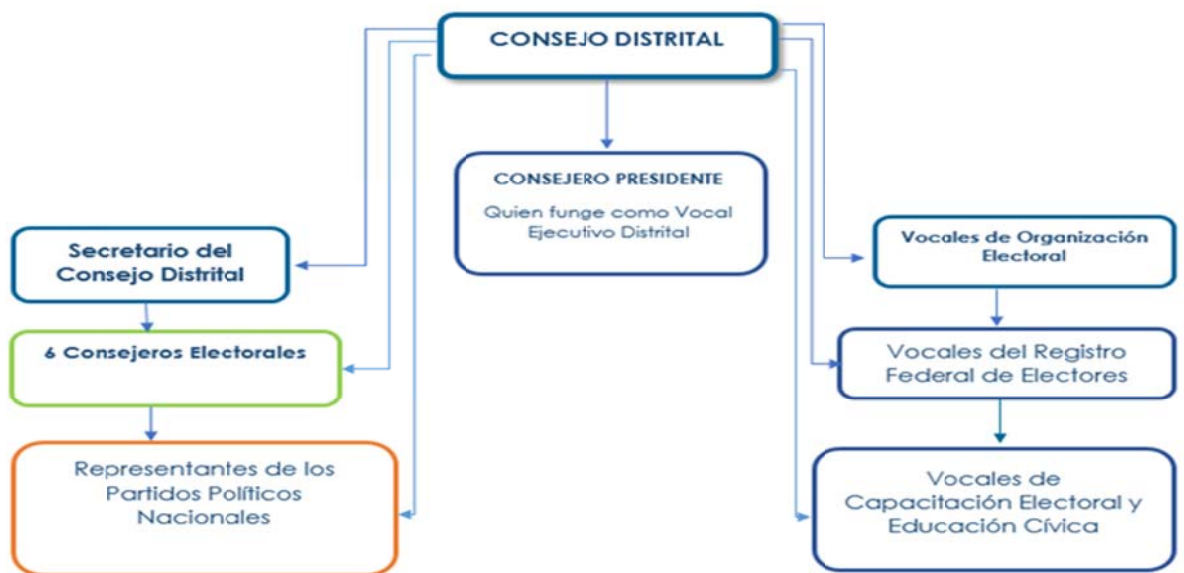 CONSEJO DISTRITAL
CONSEJERO PRESIDENTE
Quien funge como Vocal
Ejecutivo Distrital
Secretario del
Consejo Distrital
6 Consejeros Electorales
Representantes de los
Partidos Políticos
Nacionales
Vocales de Organización
Electoral
Vocales del Registro
Federal de Electores
Vocales de
Capacitación Electoral y
Educación Cívica